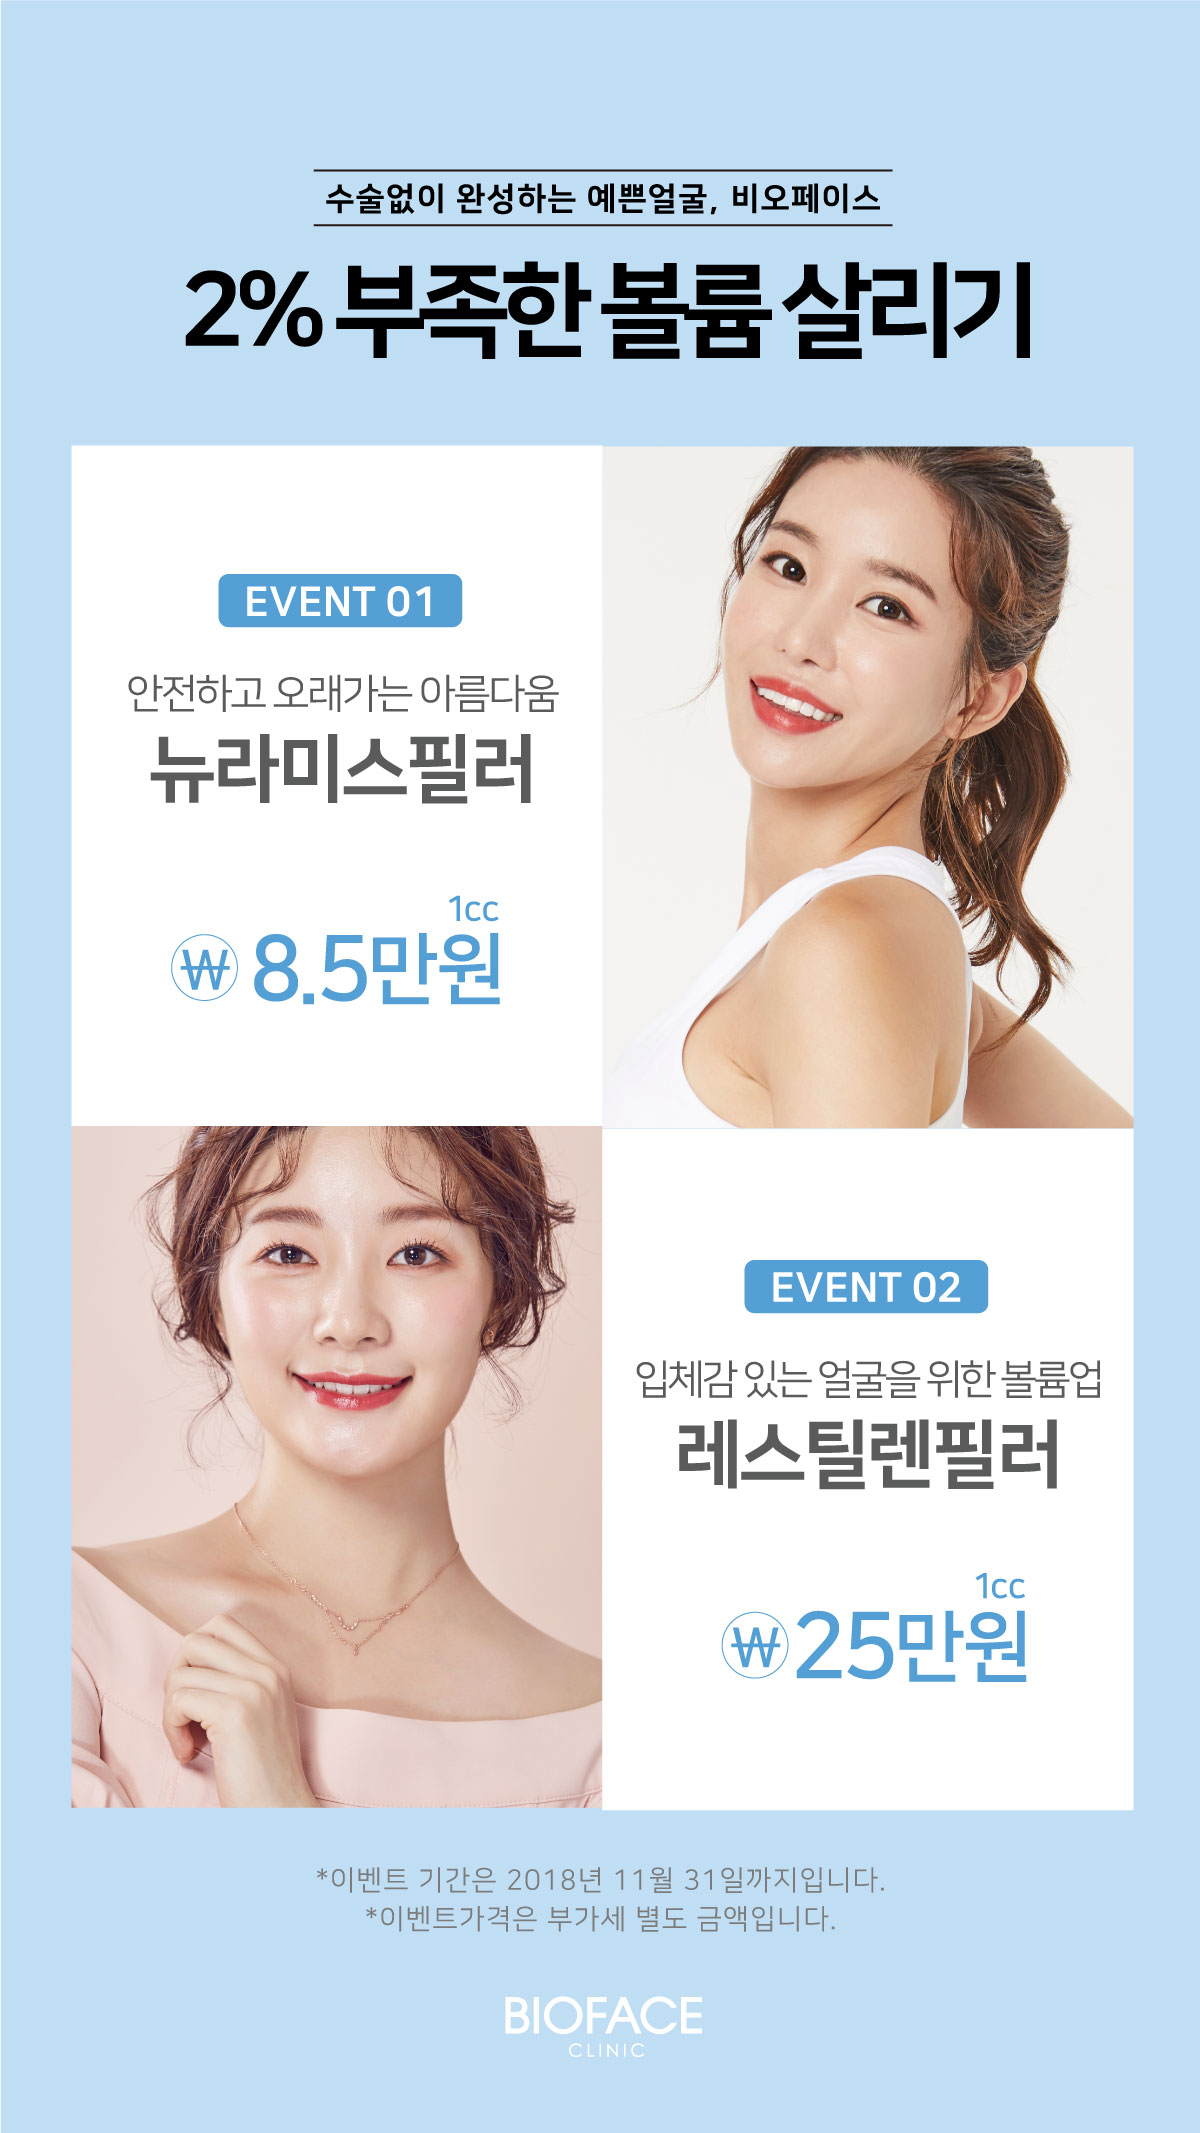 수술없이 완성하는 예쁜얼굴, 비오페이스
2% 부족한 볼륨 살리기
EVENT 01
안전하고 오래가는 아름다움
뉴라미스필러
1cc
₩ 8.5만원
EVENT 02
입체감 있는 얼굴을 위한 볼륨업
레스틸렌필러
1cc
₩ 25만원
*이벤트 기간은 2018년 11월 31일까지입니다.
*이벤트가격은 부가세 별도 금액입니다.
BIOFACE
CLINIC